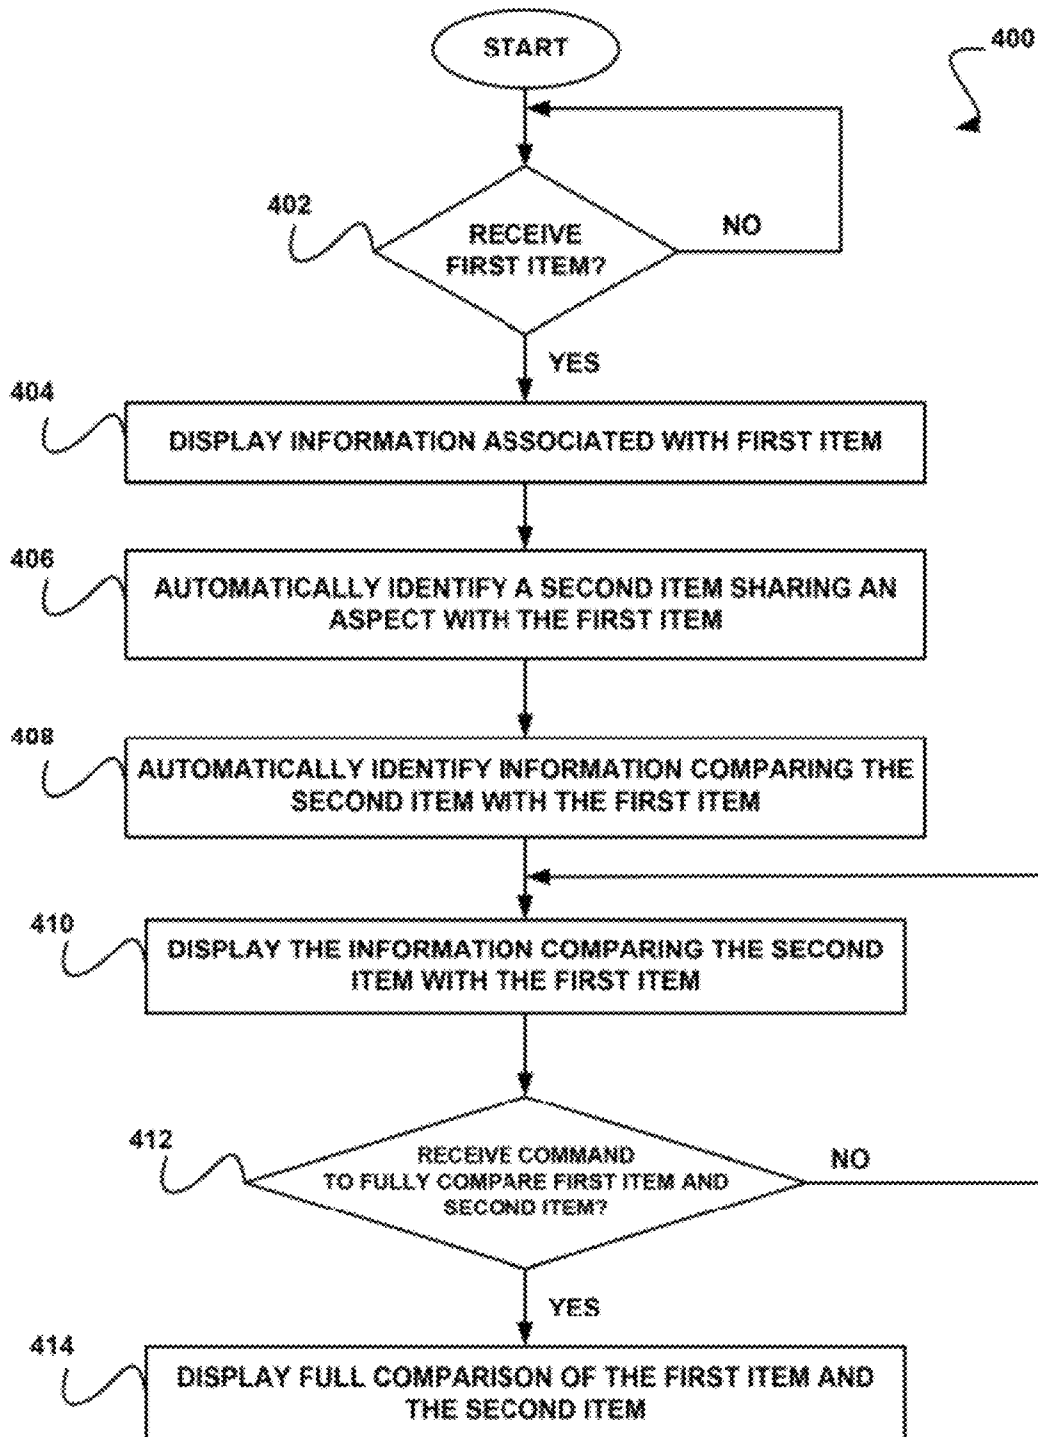 START
400
402
RECEIVE
FIRST ITEM?
NO
YES
404
DISPLAY INFORMATION ASSOCIATED WITH FIRST ITEM
406
AUTOMATICALLY IDENTIFY A SECOND ITEM SHARING AN
ASPECT WITH THE FIRST ITEM
408
AUTOMATICALLY IDENTIFY INFORMATION COMPARING THE
SECOND ITEM WITH THE FIRST ITEM
410
DISPLAY THE INFORMATION COMPARING THE SECOND
ITEM WITH THE FIRST ITEM
412
RECEIVE COMMAND
TO FULLY COMPARE FIRST ITEM AND
SECOND ITEM?
NO
YES
414
DISPLAY FULL COMPARISON OF THE FIRST ITEM AND
THE SECOND ITEM